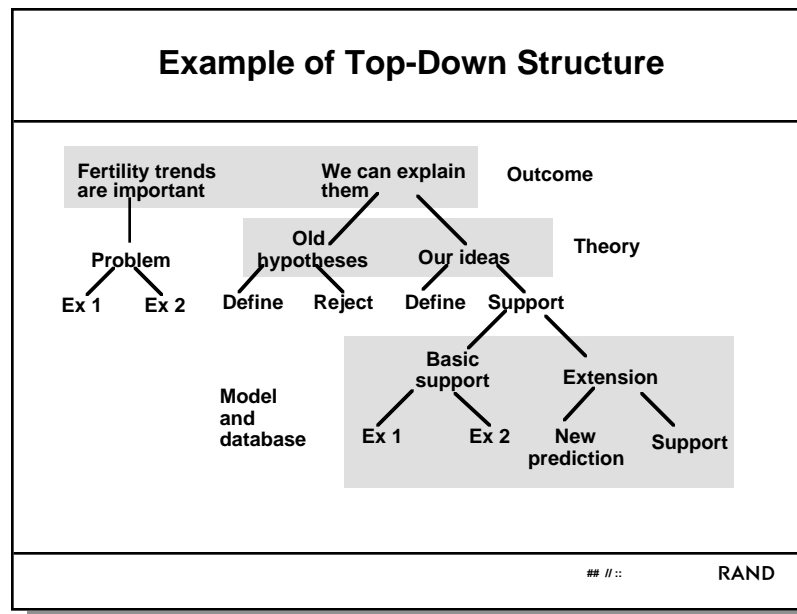 Example of Top-Down Structure
Fertility trends
are important
We can explain
them
Outcome
Old
hypotheses
Our ideas
Theory
Problem
Ex 1
Ex 2
Define
Reject
Define
Support
Basic
support
Extension
Model
and
database
Ex 1
Ex 2
New
prediction
Support
## // ::
RAND